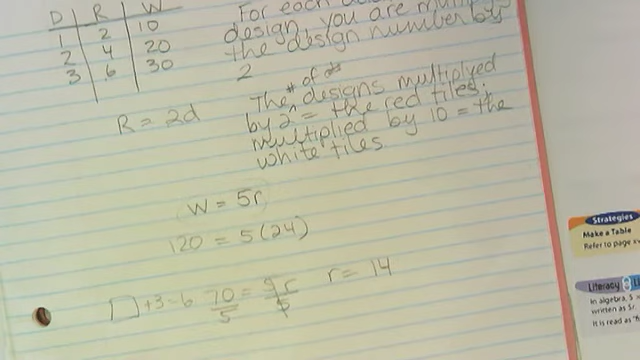 D R W
1 2 10
2 4 20
3 6 30
For each
design, you are
the design number by
2
The # of designs multiplyed
by 2 = the red tiles.
multiplied by 10 = the
white tiles
R = 2d
W = 5r
120 = 5(24)
□ +3 = 6 70/5 = 5r/5 r = 14
Strategies
Make a Table
Refer to page
Literacy
In algebra, 5
written as 5r.
It is read as "5